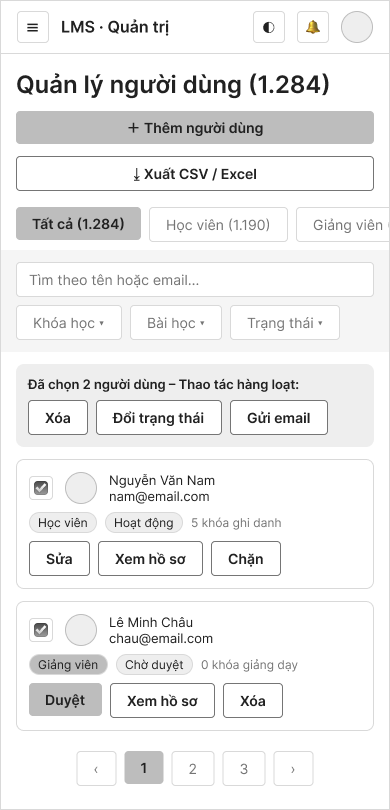 ≡ LMS · Quản trị
Quản lý người dùng (1.284)
+ Thêm người dùng
↓ Xuất CSV / Excel
Tất cả (1.284) Học viên (1.190) Giảng viên (
Tìm theo tên hoặc email...
Khóa học ▾ Bài học ▾ Trạng thái ▾
Đã chọn 2 người dùng – Thao tác hàng loạt:
Xóa Đổi trạng thái Gửi email
Nguyễn Văn Nam
nam@email.com
Học viên Hoạt động 5 khóa ghi danh
Sửa Xem hồ sơ Chặn
Lê Minh Châu
chau@email.com
Giảng viên Chờ duyệt 0 khóa giảng dạy
Duyệt Xem hồ sơ Xóa
‹ 1 2 3 ›